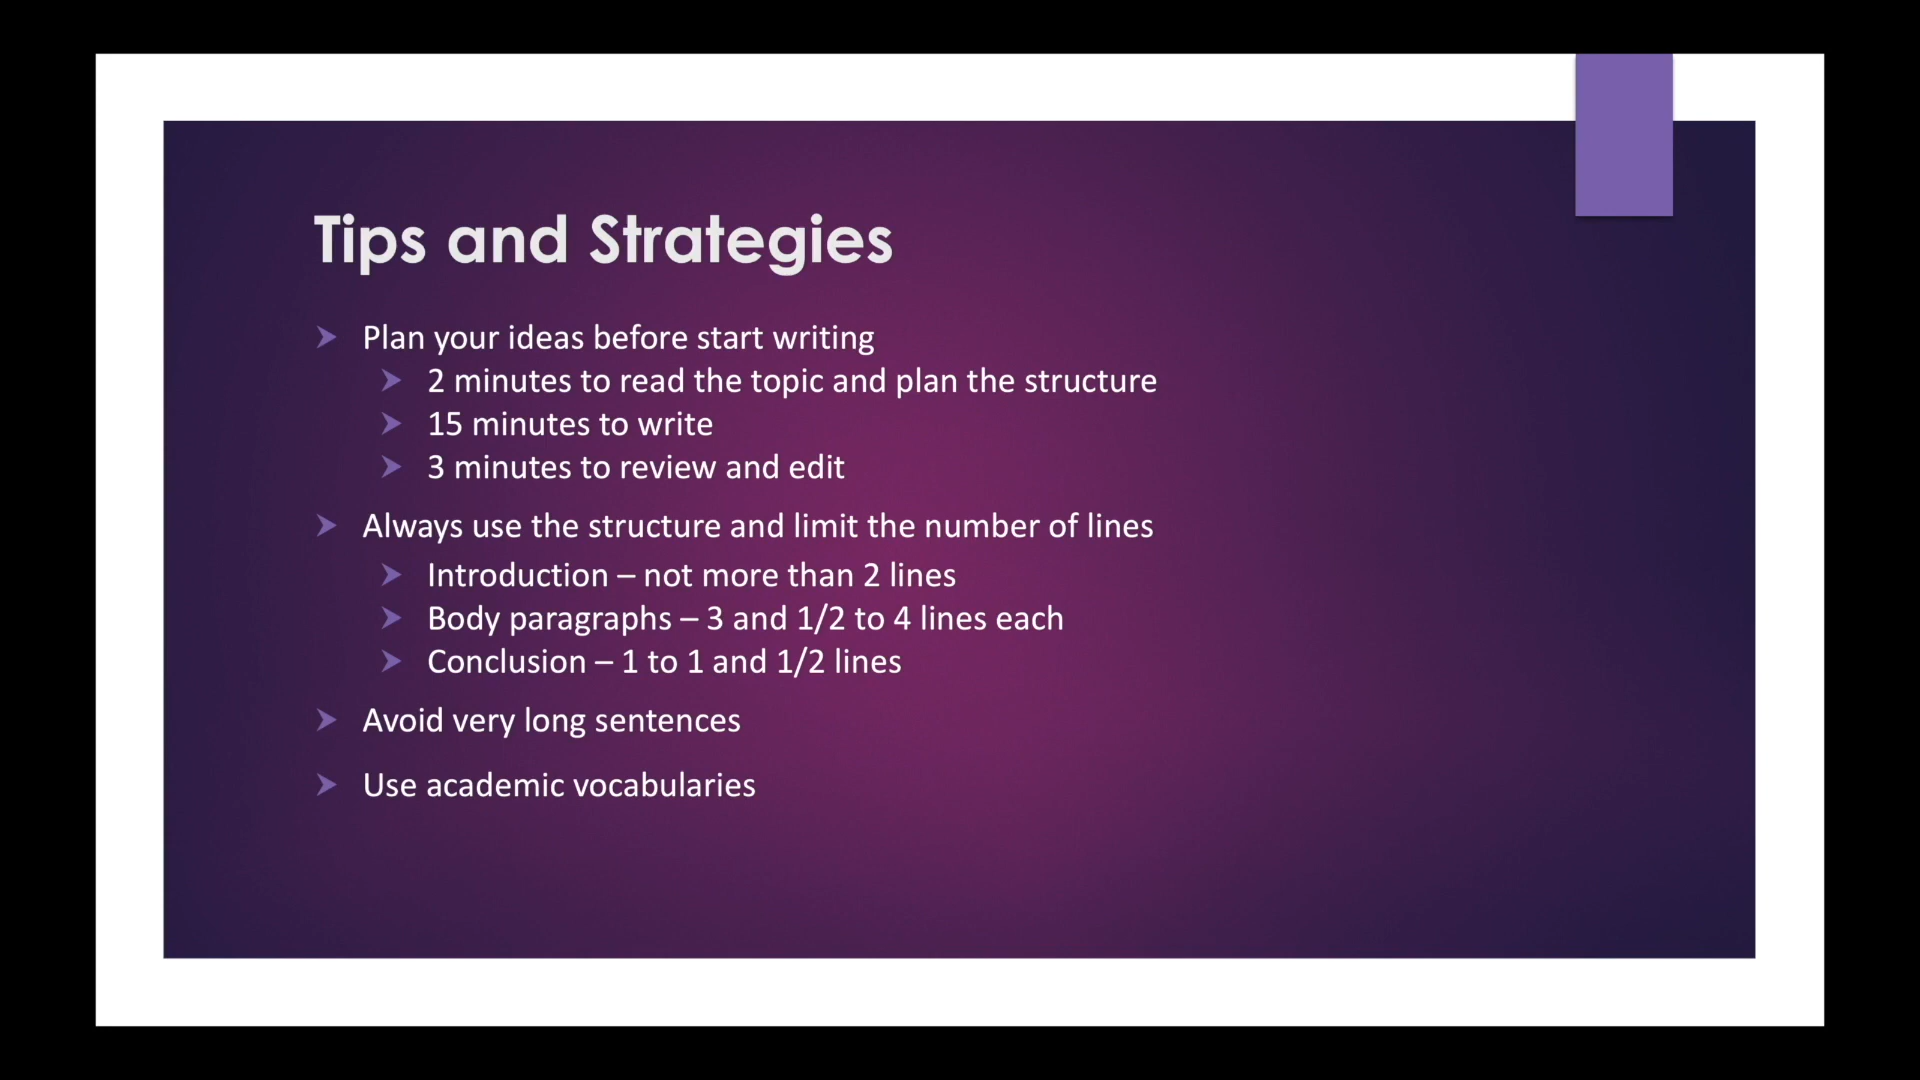 Tips and Strategies
Plan your ideas before start writing
2 minutes to read the topic and plan the structure
15 minutes to write
3 minutes to review and edit
Always use the structure and limit the number of lines
Introduction – not more than 2 lines
Body paragraphs – 3 and 1/2 to 4 lines each
Conclusion – 1 to 1 and 1/2 lines
Avoid very long sentences
Use academic vocabularies